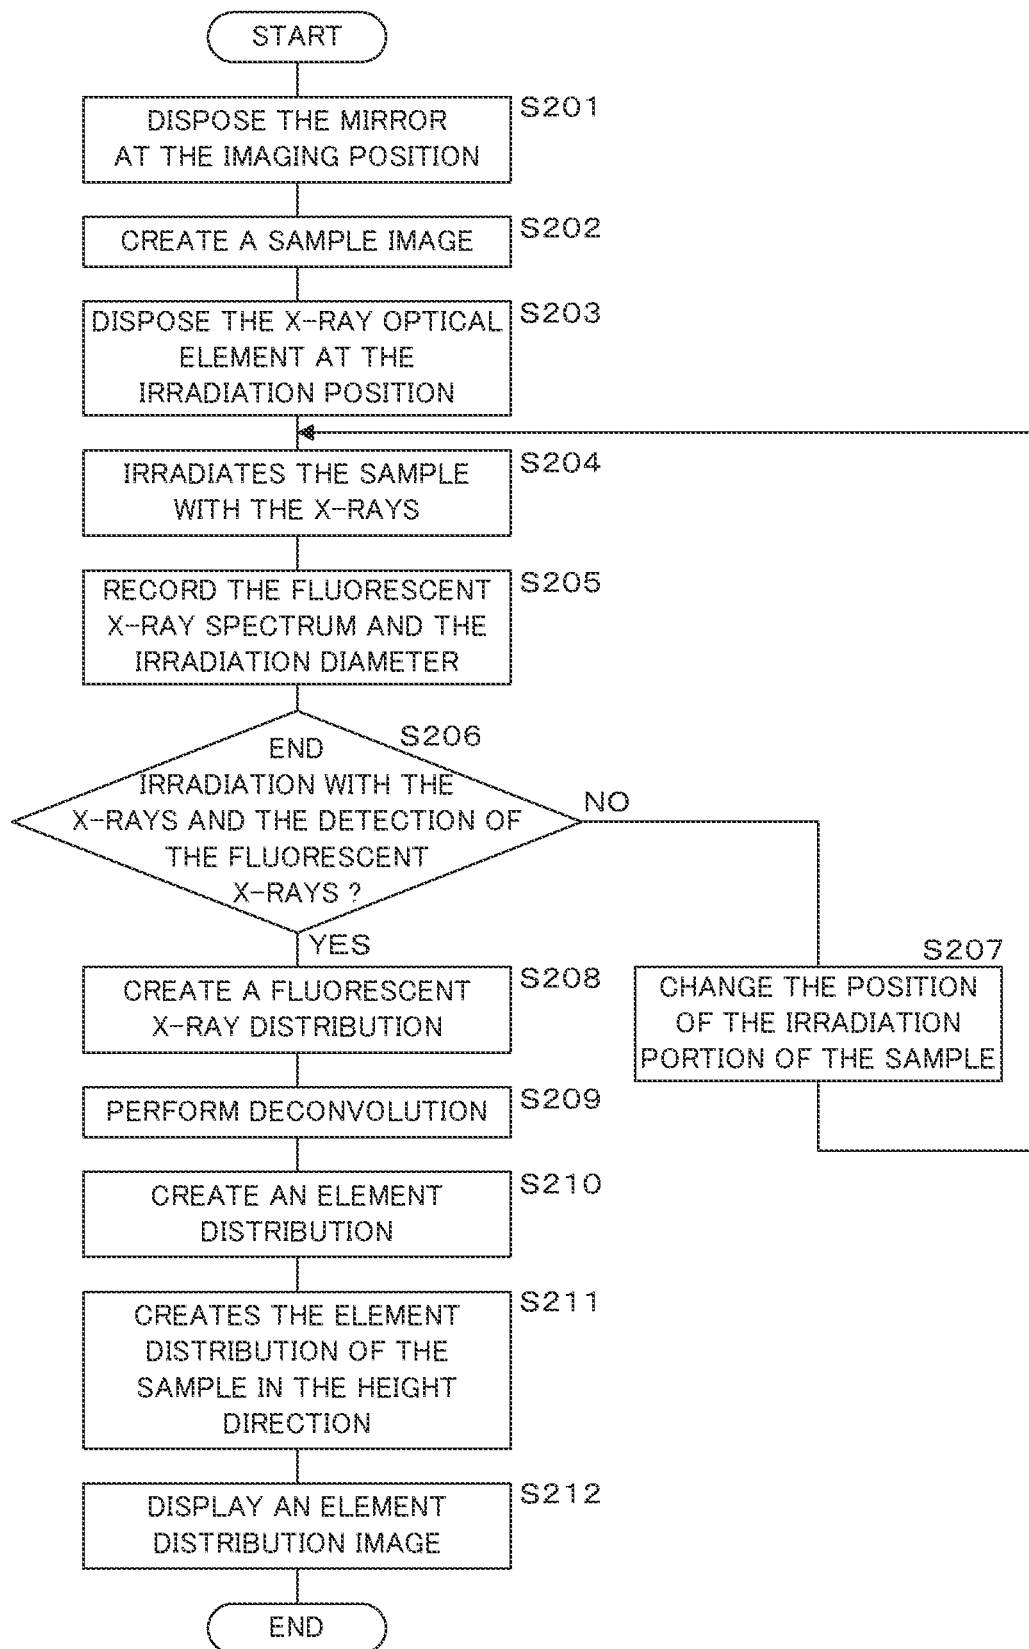 START
S201
DISPOSE THE MIRROR
AT THE IMAGING POSITION
S202
CREATE A SAMPLE IMAGE
S203
DISPOSE THE X-RAY OPTICAL
ELEMENT AT THE
IRRADIATION POSITION
S204
IRRADIATES THE SAMPLE
WITH THE X-RAYS
S205
RECORD THE FLUORESCENT
X-RAY SPECTRUM AND THE
IRRADIATION DIAMETER
S206
END
IRRADIATION WITH THE
X-RAYS AND THE DETECTION OF
THE FLUORESCENT
X-RAYS ?
NO
YES
S207
CHANGE THE POSITION
OF THE IRRADIATION
PORTION OF THE SAMPLE
S208
CREATE A FLUORESCENT
X-RAY DISTRIBUTION
S209
PERFORM DECONVOLUTION
S210
CREATE AN ELEMENT
DISTRIBUTION
S211
CREATES THE ELEMENT
DISTRIBUTION OF THE
SAMPLE IN THE HEIGHT
DIRECTION
S212
DISPLAY AN ELEMENT
DISTRIBUTION IMAGE
END